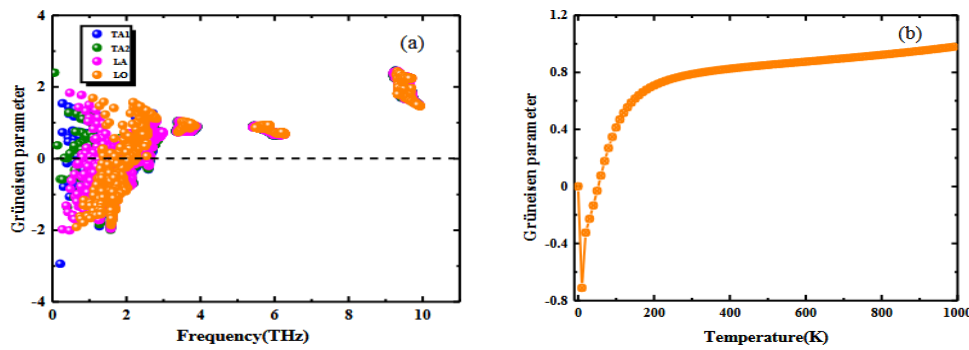 (a)
TA1
TA2
LA
LO
4
2
0
-2
-4
Grüneisen parameter
0
2
4
6
8
10
Frequency(THz)
(b)
1.2
0.8
0.4
0
-0.4
-0.8
Grüneisen parameter
0
200
400
600
800
1000
Temperature(K)